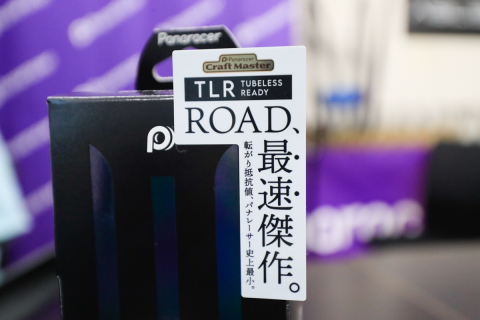 Panaracer
Panaracer
Craft Master
TLR TUBELESS READY
ROAD、
最速傑作。
転がり抵抗値、パナレーサー史上最小。